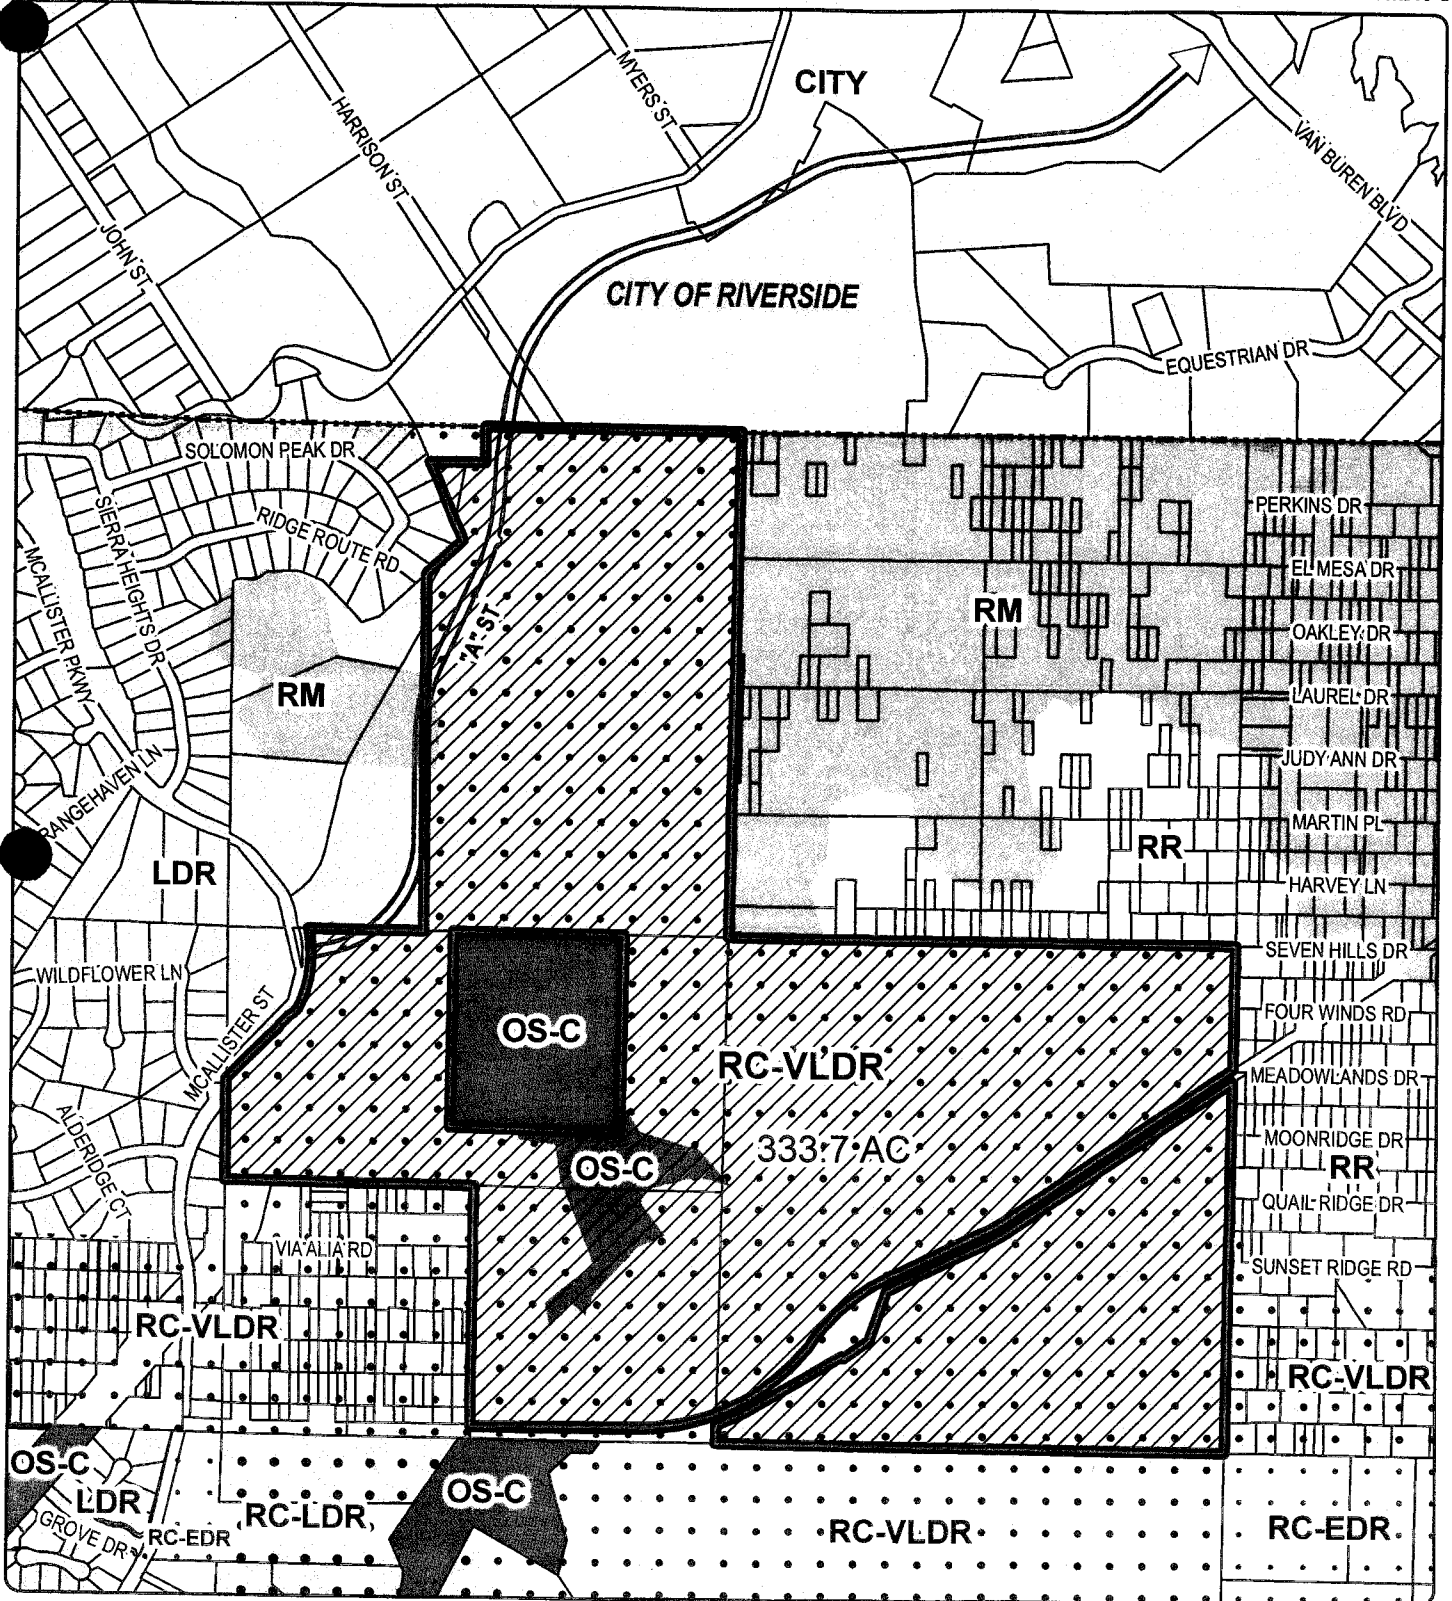 CITY
MYERS ST
HARRISON ST
VAN BUREN BLVD
JOHN ST
CITY OF RIVERSIDE
EQUESTRIAN DR
SOLOMON PEAK DR
SIERRA HEIGHTS DR
RIDGE ROUTE RD
PERKINS DR
EL MESA DR
MCALLISTER PKWY
"A" ST
RM
OAKLEY DR
RM
LAUREL DR
JUDY ANN DR
RANGEHAVEN LN
MARTIN PL
RR
LDR
HARVEY LN
SEVEN HILLS DR
WILDFLOWER LN
FOUR WINDS RD
MCALLISTER ST
OS-C
RC-VLDR
MEADOWLANDS DR
ALDERIDGE CT
333.7 AC
MOONRIDGE DR
OS-C
RR
QUAIL RIDGE DR
VIA ALIA RD
SUNSET RIDGE RD
RC-VLDR
RC-VLDR
OS-C
OS-C
LDR
RC-LDR
GROVE DR
RC-EDR
RC-VLDR
RC-EDR